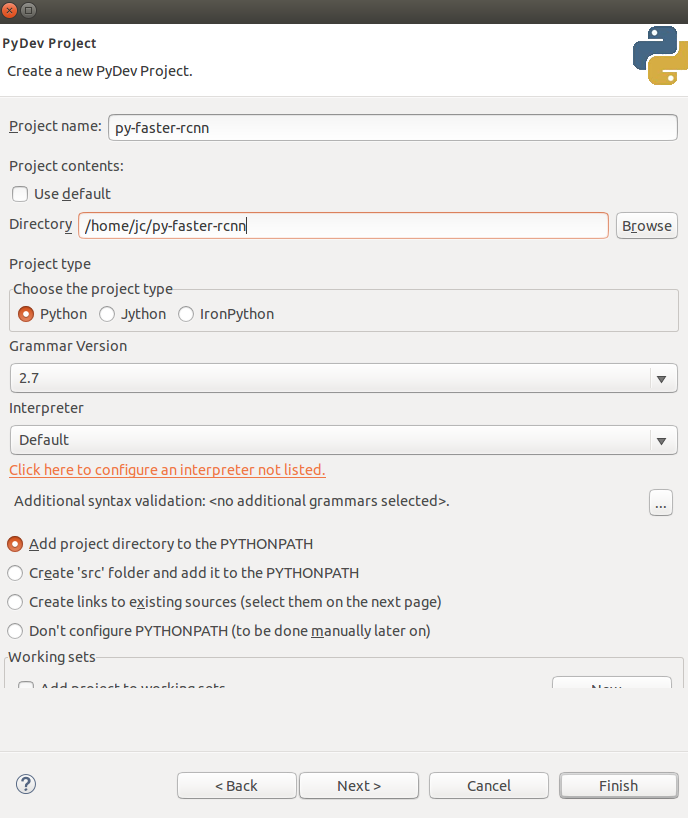 PyDev Project
Create a new PyDev Project.
Project name: py-faster-rcnn
Project contents:
Use default
Directory /home/jc/py-faster-rcnn Browse
Project type
Choose the project type
Python Jython IronPython
Grammar Version
2.7
Interpreter
Default
Click here to configure an interpreter not listed.
Additional syntax validation: <no additional grammars selected>. ...
Add project directory to the PYTHONPATH
Create 'src' folder and add it to the PYTHONPATH
Create links to existing sources (select them on the next page)
Don't configure PYTHONPATH (to be done manually later on)
Working sets
Add project to working sets New...
? < Back Next > Cancel Finish